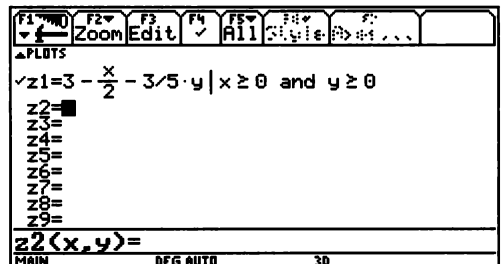 F1 F2 F3 F4 F5
Zoom Edit ✓ All Style
▲PLOTS
✓z1=3 - x/2 - 3/5·y | x ≥ 0 and y ≥ 0
z2=
z3=
z4=
z5=
z6=
z7=
z8=
z9=
z2(x,y)=
MAIN DEG AUTO 3D